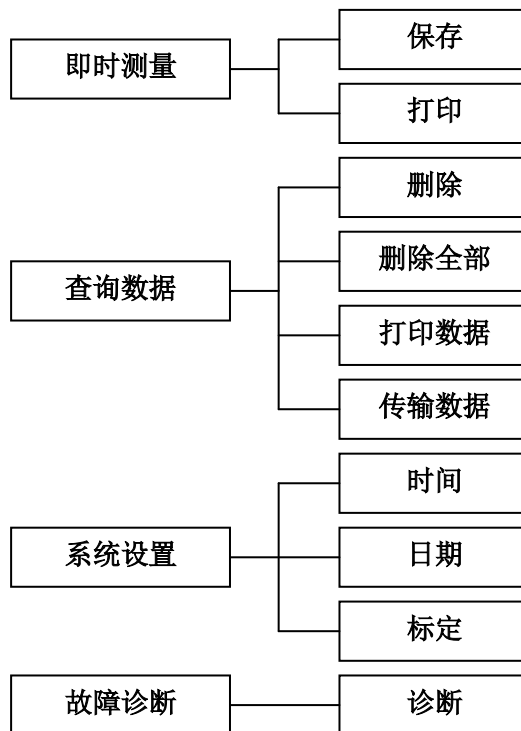 即时测量
保存
打印
查询数据
删除
删除全部
打印数据
传输数据
系统设置
时间
日期
标定
故障诊断
诊断